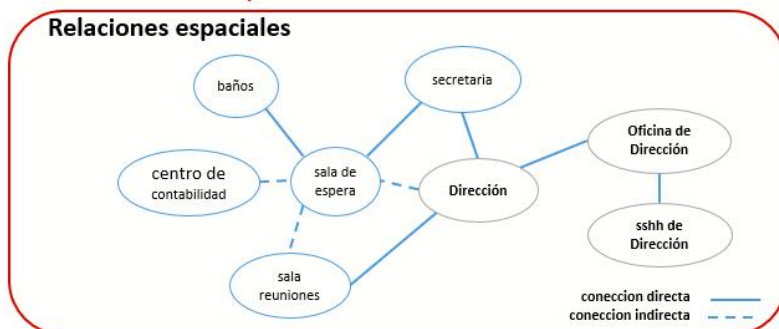 Relaciones espaciales
baños
secretaria
Oficina de
Dirección
centro de
contabilidad
sala de
espera
Dirección
sshh de
Dirección
sala
reuniones
coneccion directa
coneccion indirecta